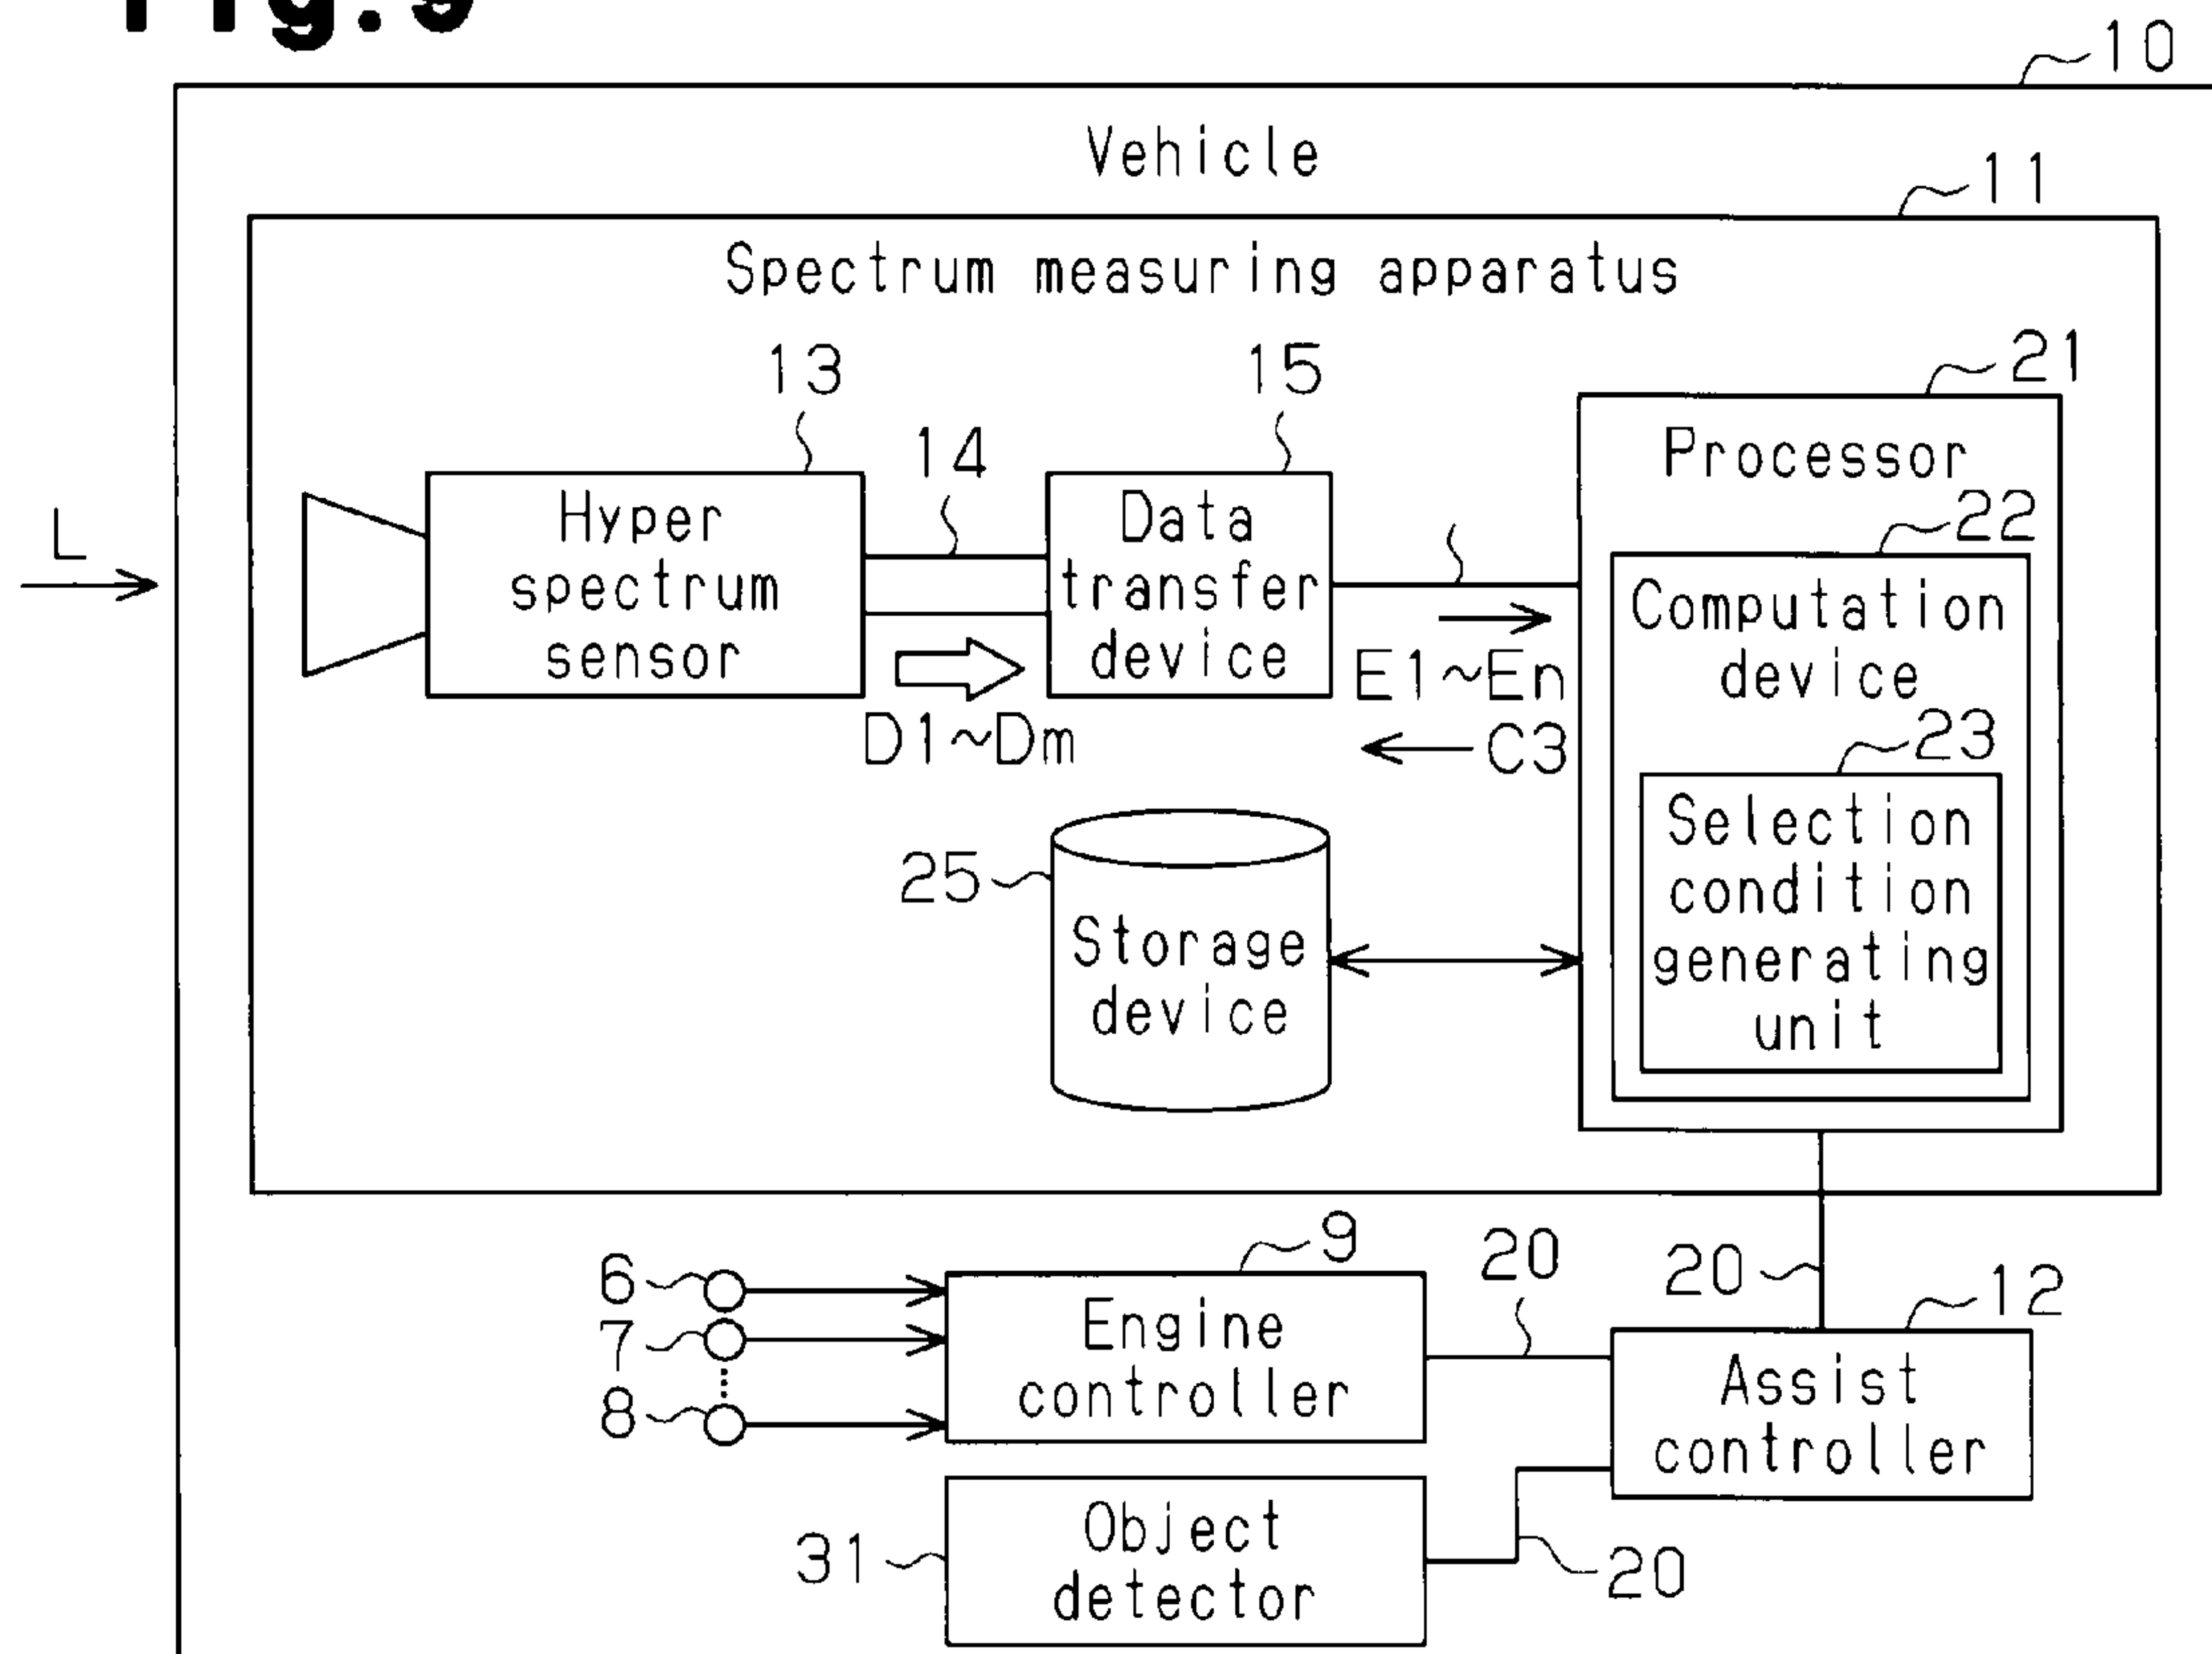 10
Vehicle
11
Spectrum measuring apparatus
13
14
15
21
Processor
22
Hyper
spectrum
sensor
Data
transfer
device
Computation
device
L
D1~Dm
E1~En
C3
23
Selection
condition
generating
unit
25
Storage
device
6
7
8
9
Engine
controller
20
20
12
Assist
controller
31
Object
detector
20